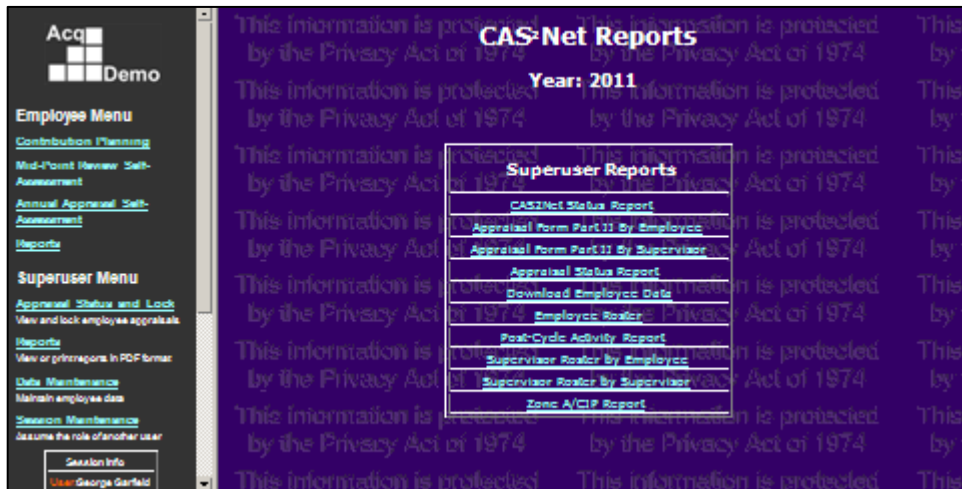 Acq
Demo
Employee Menu
Contribution Planning
Mid-Point Review Self-
Assessment
Annual Appraisal Self-
Assessment
Reports
Superuser Menu
Appraisal Status and Lock
View and lock employee appraisals
Reports
View or print reports in PDF format
Data Maintenance
Maintain employee data
Session Maintenance
Assume the role of another user
Session Info
User: George Garfield
CAS²Net Reports
Year: 2011
Superuser Reports
CAS2Net Status Report
Appraisal Form Part II By Employee
Appraisal Form Part II By Supervisor
Appraisal Status Report
Download Employee Data
Employee Roster
Post-Cycle Activity Report
Supervisor Roster by Employee
Supervisor Roster by Supervisor
Zone A/CIP Report
This information is protected
by the Privacy Act of 1974